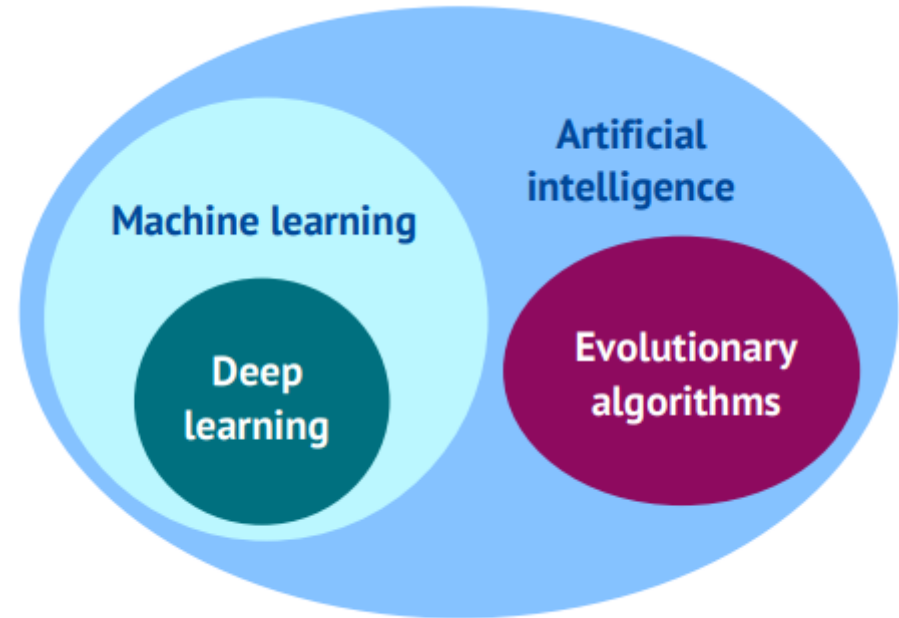 Artificial
intelligence
Machine learning
Deep
learning
Evolutionary
algorithms